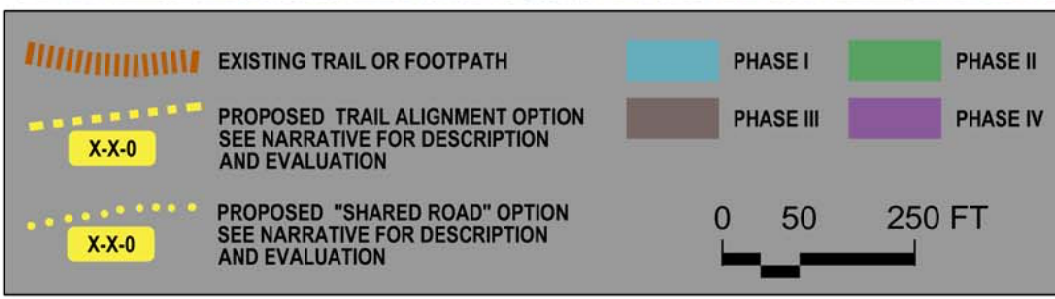 EXISTING TRAIL OR FOOTPATH
PROPOSED TRAIL ALIGNMENT OPTION
SEE NARRATIVE FOR DESCRIPTION
AND EVALUATION
X-X-0
PROPOSED "SHARED ROAD" OPTION
SEE NARRATIVE FOR DESCRIPTION
AND EVALUATION
X-X-0
PHASE I
PHASE II
PHASE III
PHASE IV
0 50 250 FT